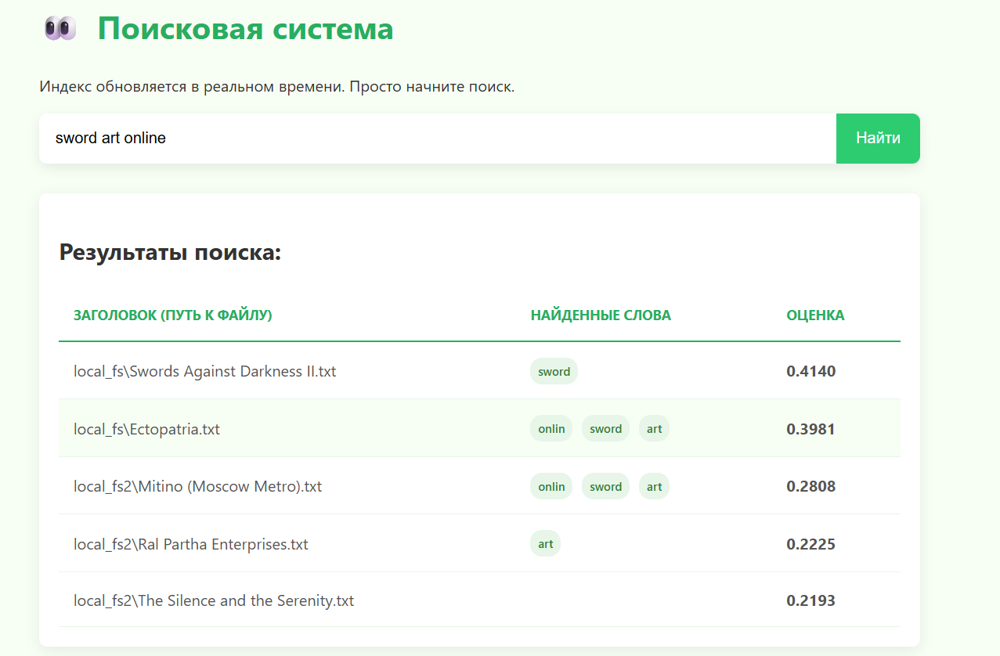 Поисковая система
Индекс обновляется в реальном времени. Просто начните поиск.
sword art online Найти
Результаты поиска:
ЗАГОЛОВОК (ПУТЬ К ФАЙЛУ) НАЙДЕННЫЕ СЛОВА ОЦЕНКА
local_fs\Swords Against Darkness II.txt sword 0.4140
local_fs\Ectopatria.txt onlin sword art 0.3981
local_fs2\Mitino (Moscow Metro).txt onlin sword art 0.2808
local_fs2\Ral Partha Enterprises.txt art 0.2225
local_fs2\The Silence and the Serenity.txt 0.2193